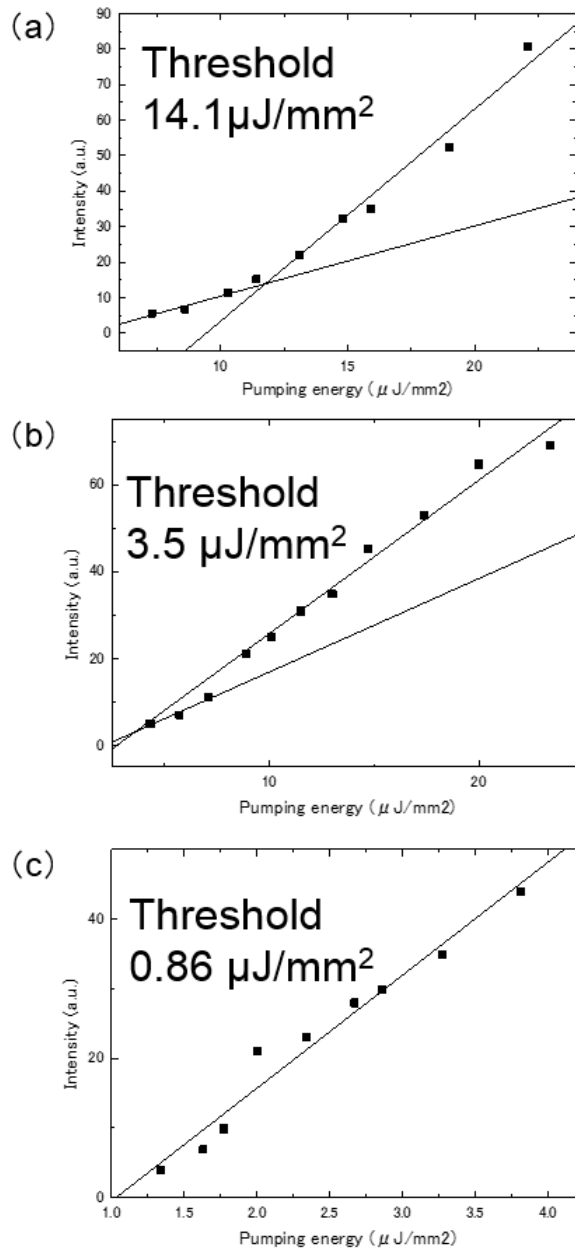 (a)
Threshold
14.1μJ/mm²
90
80
70
60
50
40
30
20
10
0
Intensity (a.u.)
10
15
20
Pumping energy (μJ/mm2)
(b)
Threshold
3.5 μJ/mm²
60
40
20
0
Intensity (a.u.)
10
20
Pumping energy (μJ/mm2)
(c)
Threshold
0.86 μJ/mm²
40
20
0
Intensity (a.u.)
1.0
1.5
2.0
2.5
3.0
3.5
4.0
Pumping energy (μJ/mm2)